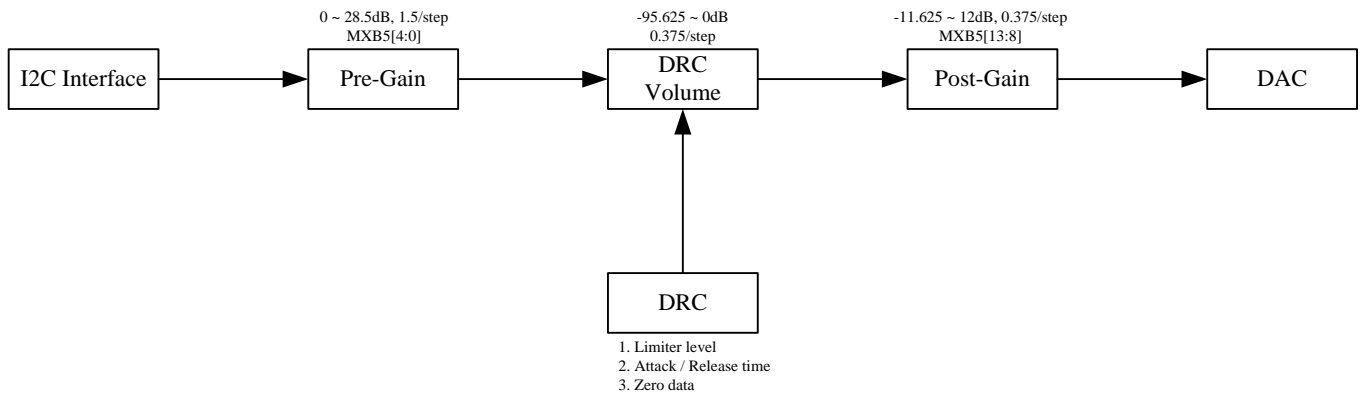 0 ~ 28.5dB, 1.5/step
MXB5[4:0]
-95.625 ~ 0dB
0.375/step
-11.625 ~ 12dB, 0.375/step
MXB5[13:8]
I2C Interface
Pre-Gain
DRC
Volume
Post-Gain
DAC
DRC
1. Limiter level
2. Attack / Release time
3. Zero data